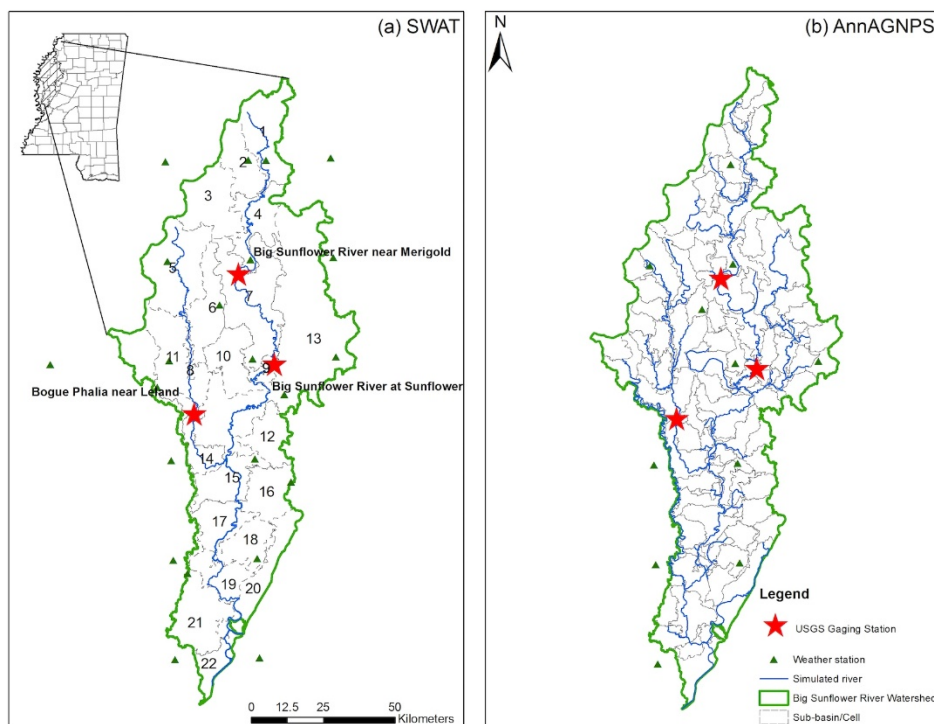 (a) SWAT
(b) AnnAGNPS
N
1
2
3
4
Big Sunflower River near Merigold
5
6
13
11
10
8
9
Bogue Phalia near Leland
Big Sunflower River at Sunflower
12
14
15
16
17
18
19
20
21
22
0 12.5 25 50
Kilometers
Legend
USGS Gaging Station
Weather station
Simulated river
Big Sunflower River Watershed
Sub-basin/Cell